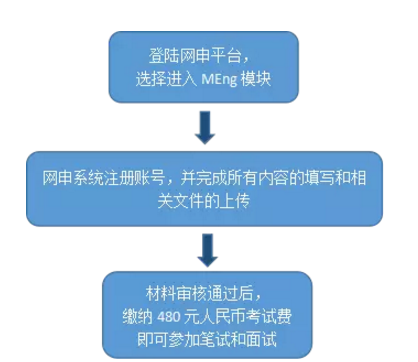 登陆网申平台，
选择进入 MEng 模块
网申系统注册账号，并完成所有内容的填写和相
关文件的上传
材料审核通过后，
缴纳 480 元人民币考试费
即可参加笔试和面试